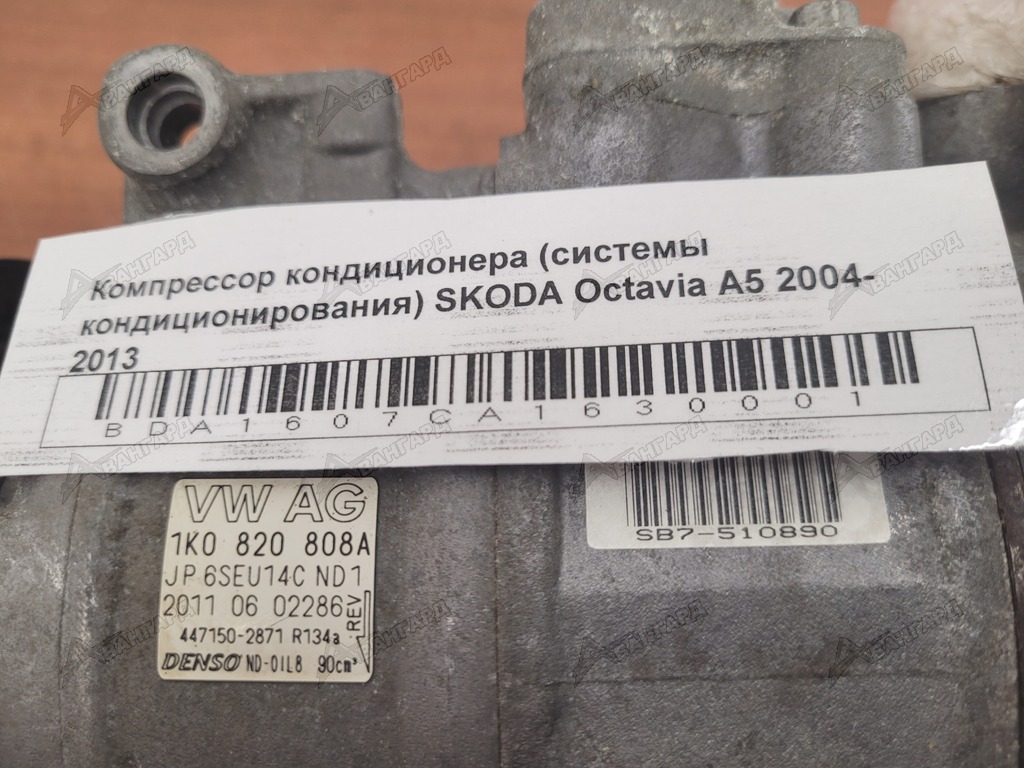 Компрессор кондиционера (системы
кондиционирования) SKODA Octavia A5 2004-
2013
BDA1607CA1630001
VW AG
1K0 820 808A
JP 6SEU14C ND1
2011 06 02286
REV
447150-2871 R134a
DENSO ND-OIL8 90cm³
SB7-510890
АВАНГАРД